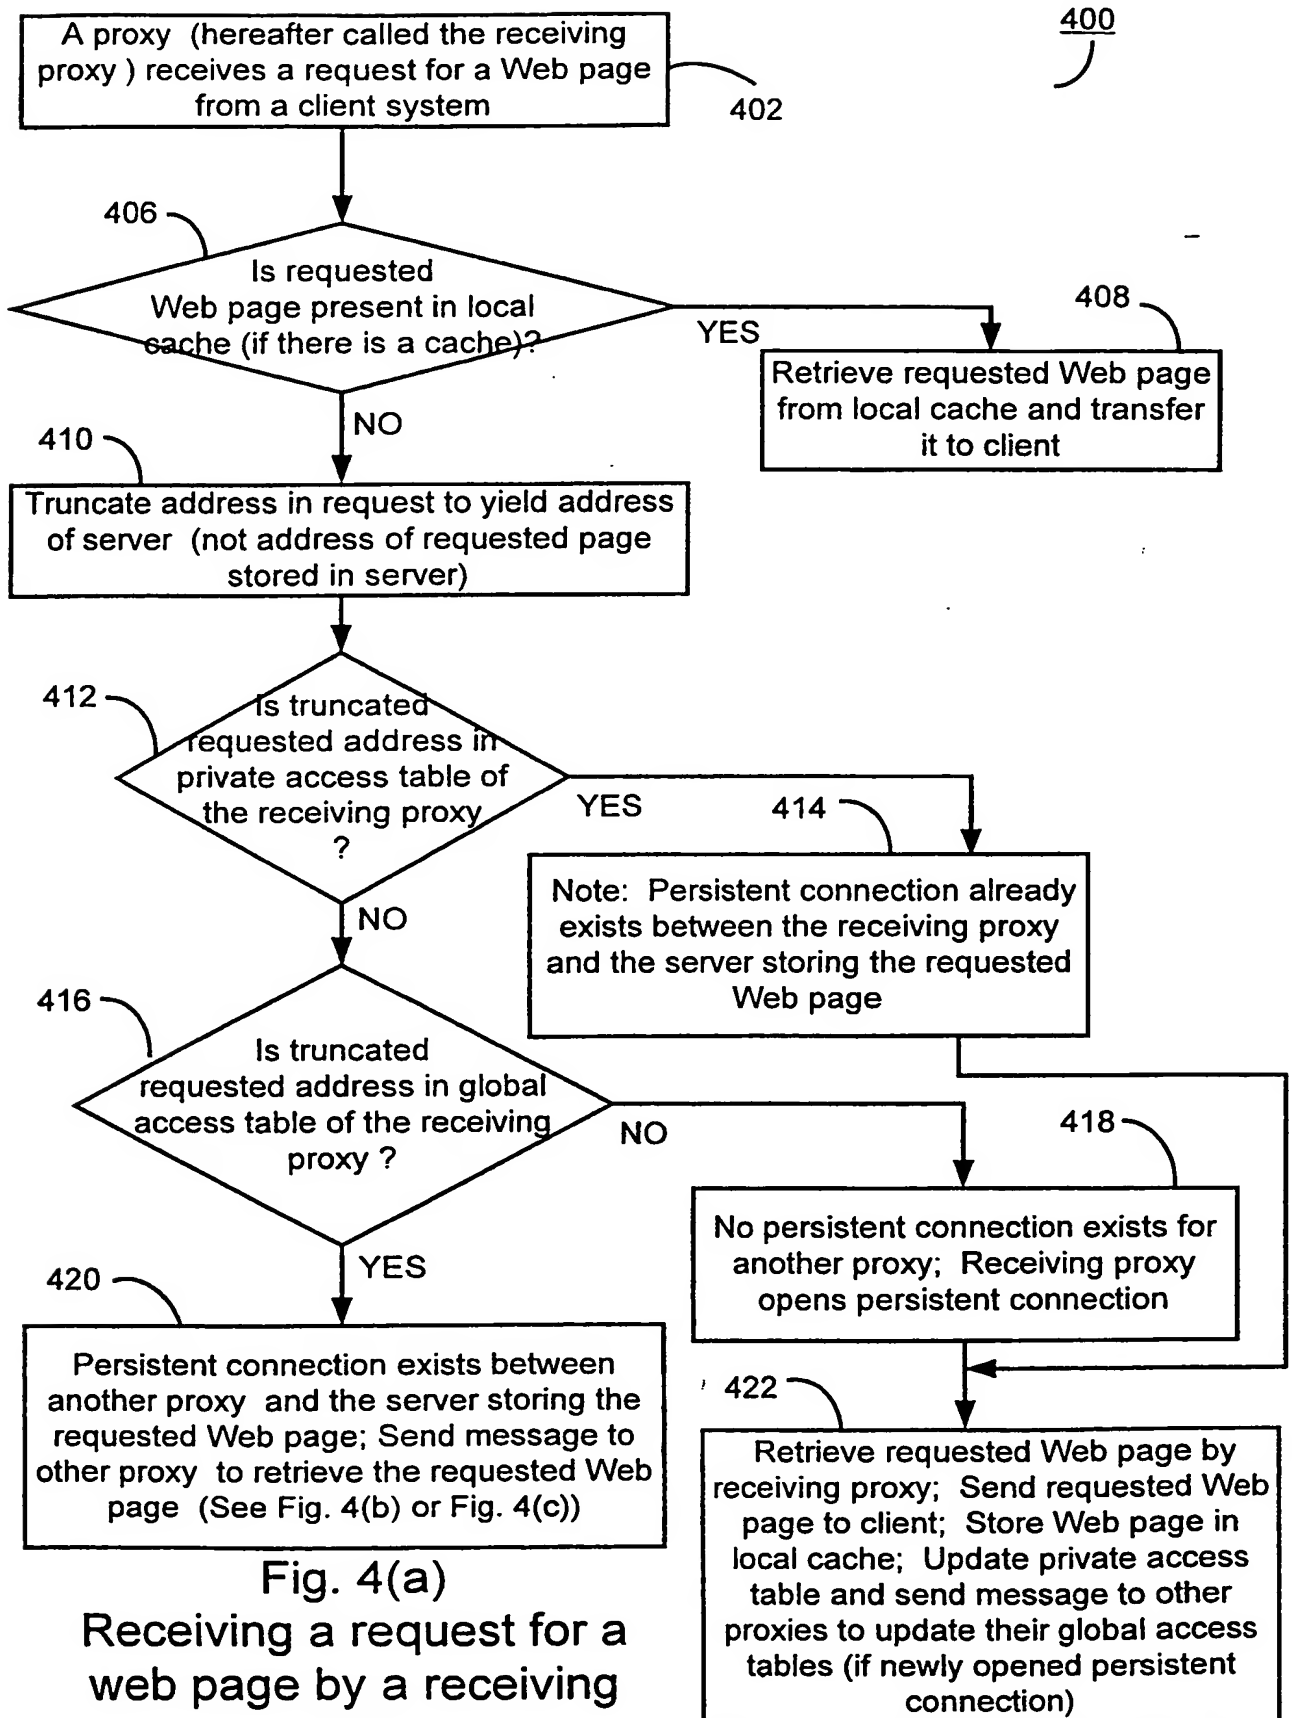 400
A proxy (hereafter called the receiving
proxy ) receives a request for a Web page
from a client system
402
406
Is requested
Web page present in local
cache (if there is a cache)?
YES
408
Retrieve requested Web page
from local cache and transfer
it to client
NO
410
Truncate address in request to yield address
of server (not address of requested page
stored in server)
412
Is truncated
requested address in
private access table of
the receiving proxy
?
YES
414
Note: Persistent connection already
exists between the receiving proxy
and the server storing the requested
Web page
NO
416
Is truncated
requested address in global
access table of the receiving
proxy ?
NO
418
No persistent connection exists for
another proxy; Receiving proxy
opens persistent connection
YES
420
Persistent connection exists between
another proxy and the server storing the
requested Web page; Send message to
other proxy to retrieve the requested Web
page (See Fig. 4(b) or Fig. 4(c))
422
Retrieve requested Web page by
receiving proxy; Send requested Web
page to client; Store Web page in
local cache; Update private access
table and send message to other
proxies to update their global access
tables (if newly opened persistent
connection)
Fig. 4(a)
Receiving a request for a
web page by a receiving